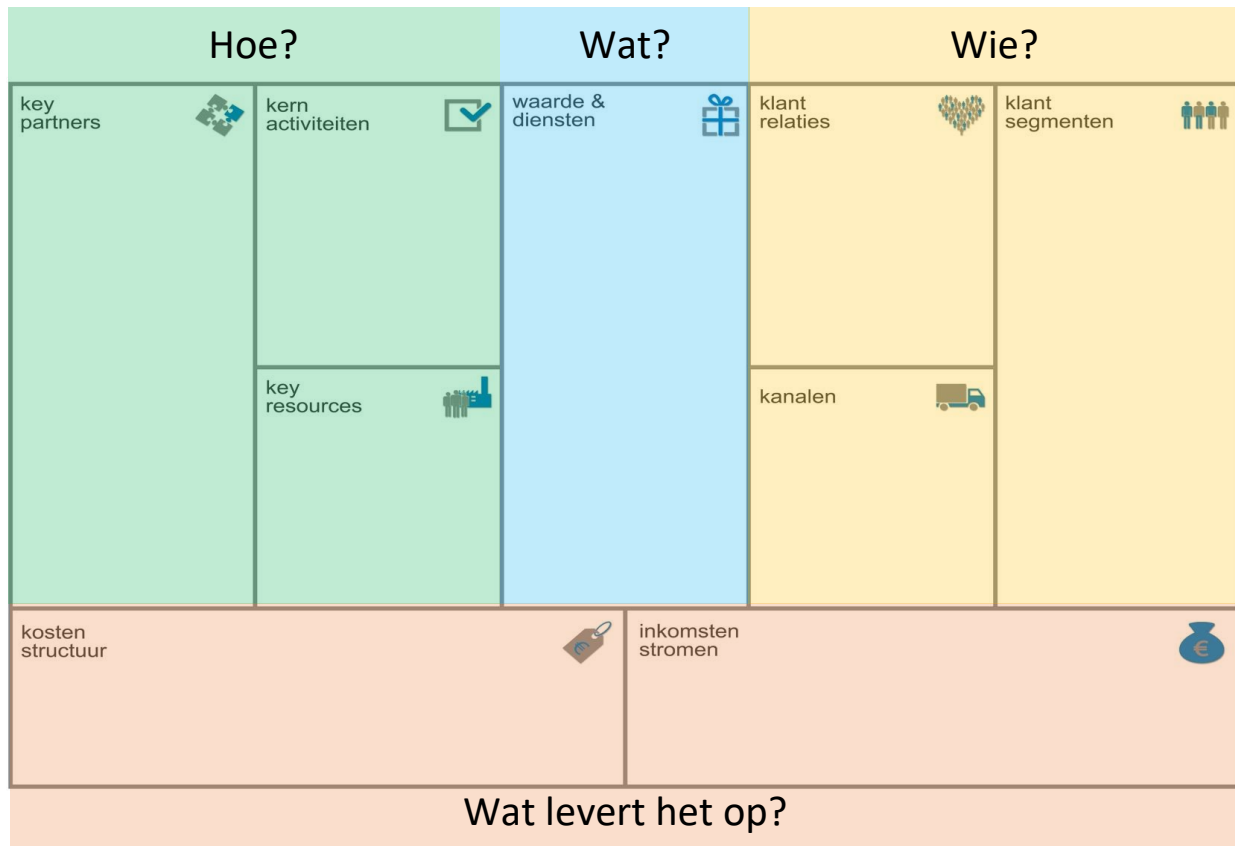 Hoe?
Wat?
Wie?
key
partners
kern
activiteiten
waarde &
diensten
klant
relaties
klant
segmenten
key
resources
kanalen
kosten
structuur
€
inkomsten
stromen
€
Wat levert het op?